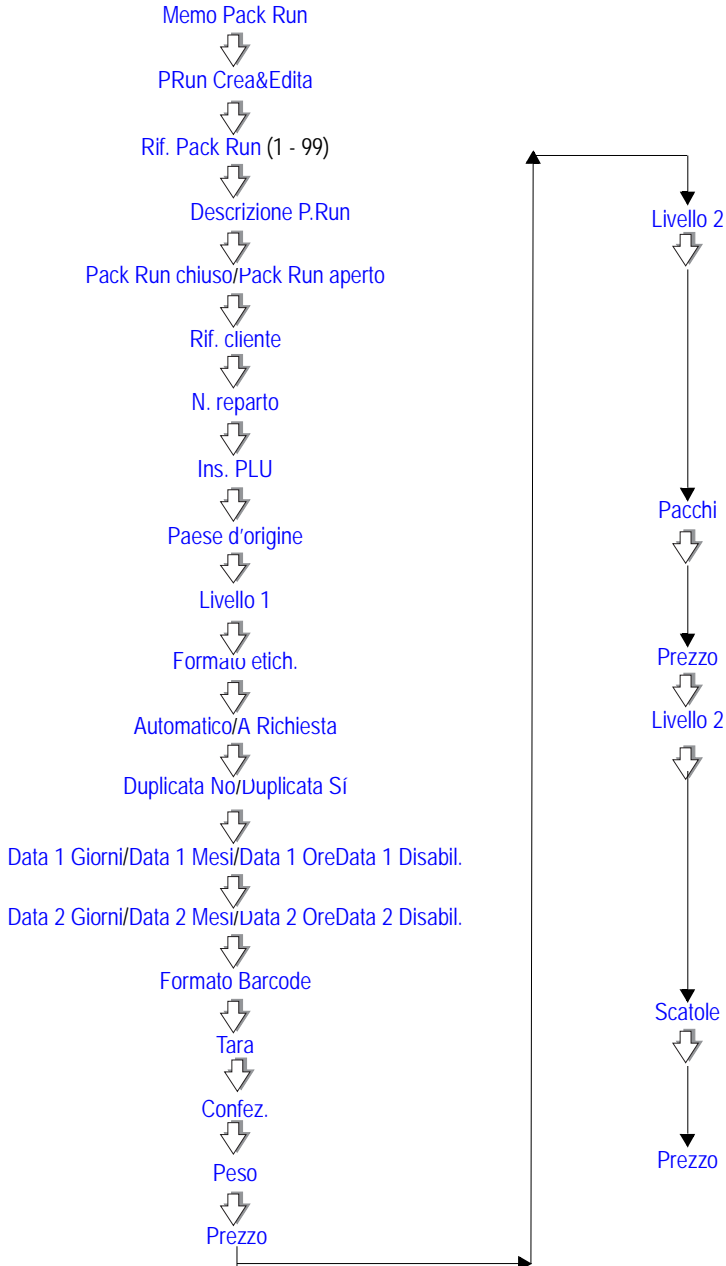 Memo Pack Run
PRun Crea&Edita
Rif. Pack Run (1 - 99)
Descrizione P.Run
Pack Run chiuso/Pack Run aperto
Rif. cliente
N. reparto
Ins. PLU
Paese d'origine
Livello 1
Formato etich.
Automatico/A Richiesta
Duplicata No/Duplicata Sí
Data 1 Giorni/Data 1 Mesi/Data 1 OreData 1 Disabil.
Data 2 Giorni/Data 2 Mesi/Data 2 OreData 2 Disabil.
Formato Barcode
Tara
Confez.
Peso
Prezzo
Livello 2
Pacchi
Prezzo
Livello 2
Scatole
Prezzo